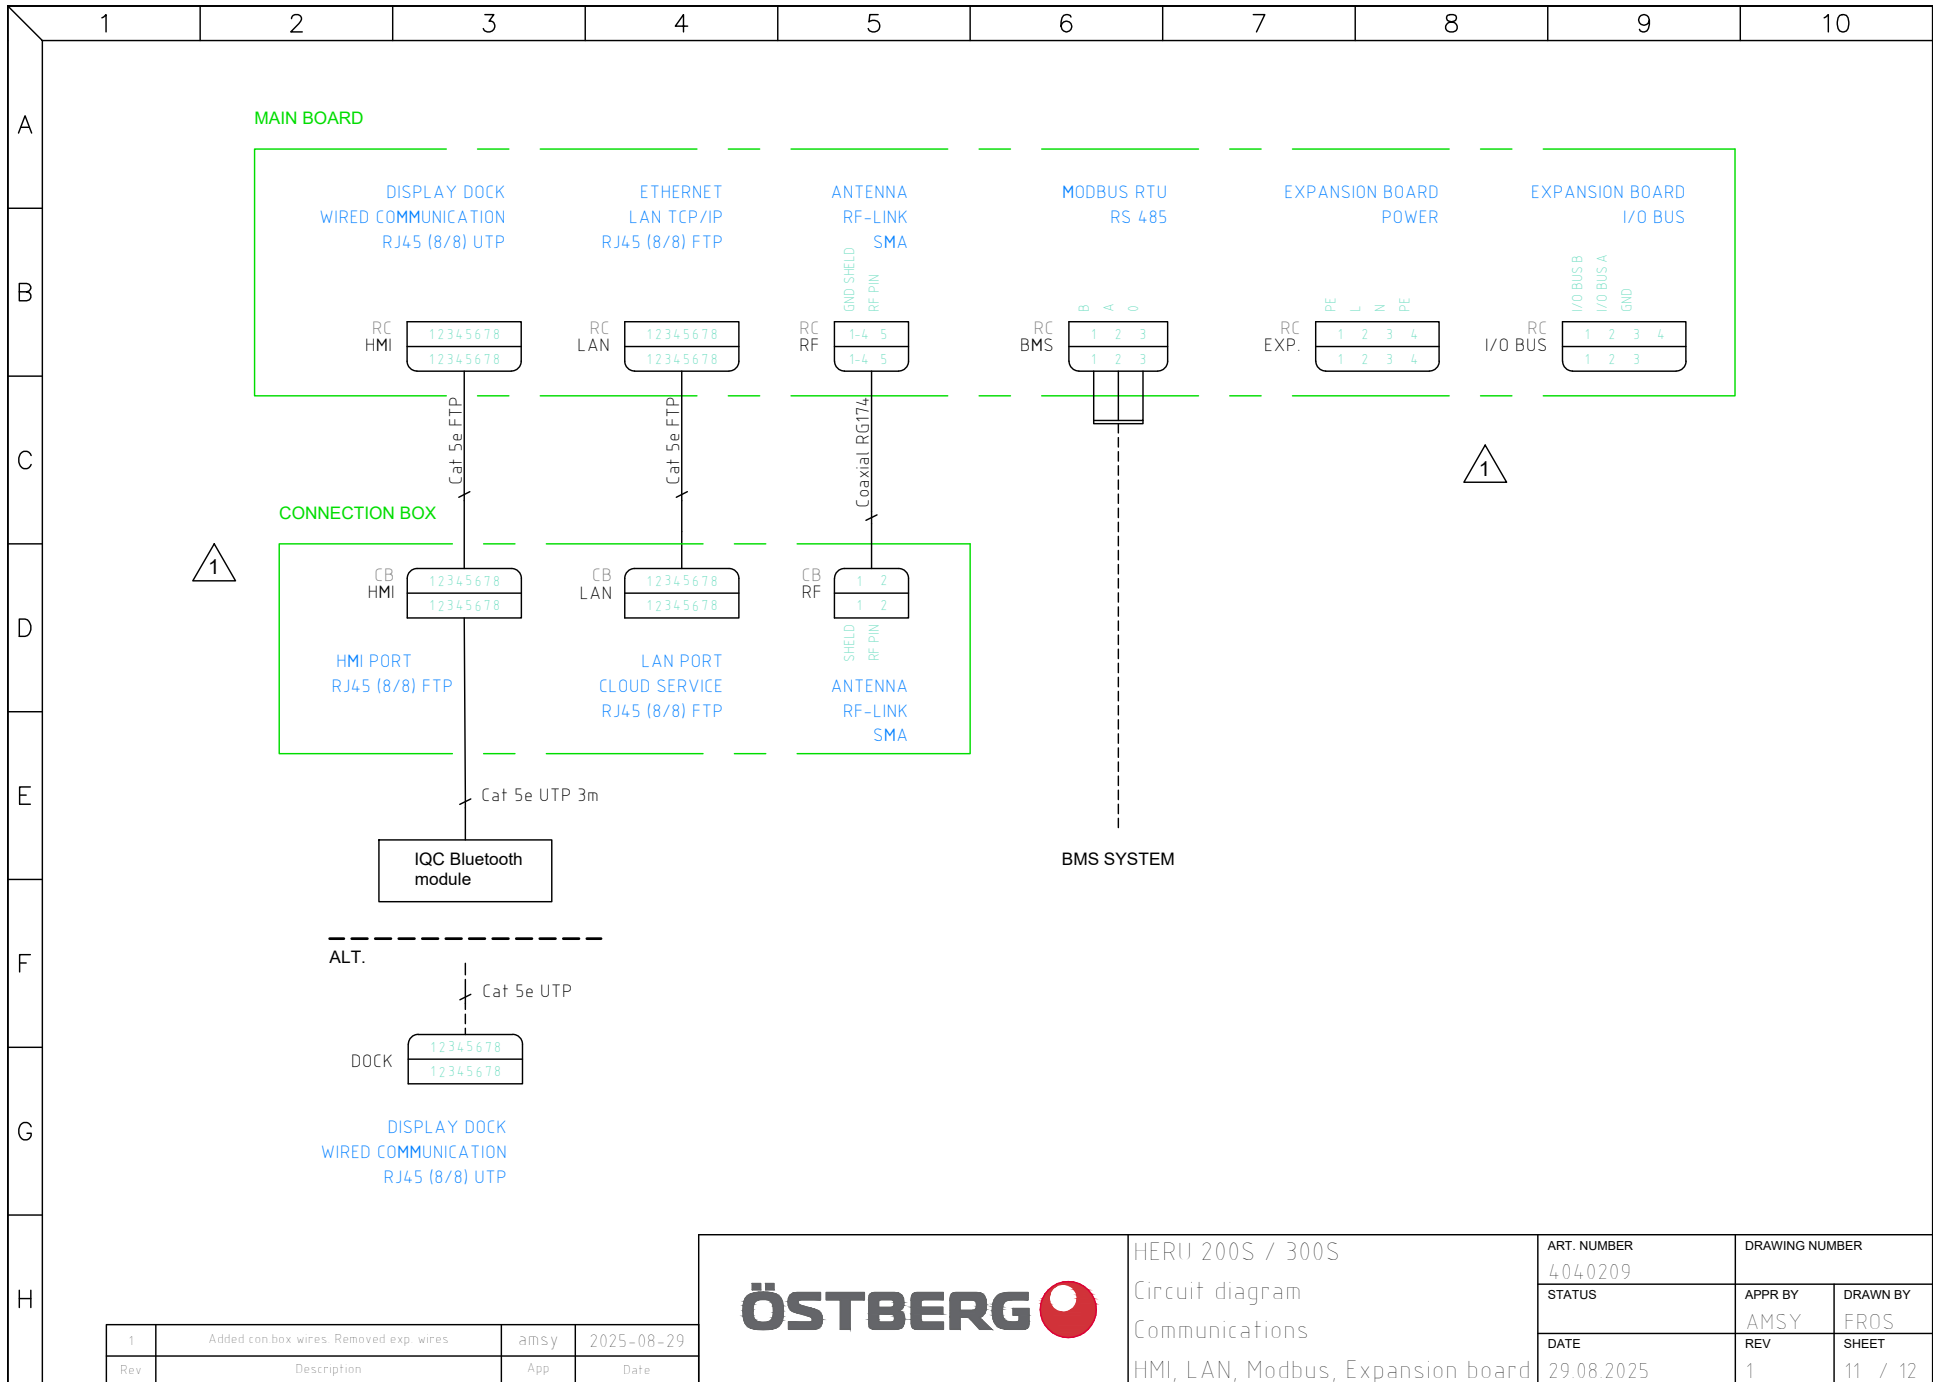 1 2 3 4 5 6 7 8 9 10
A
B
C
D
E
F
G
H
MAIN BOARD
DISPLAY DOCK
WIRED COMMUNICATION
RJ45 (8/8) UTP
ETHERNET
LAN TCP/IP
RJ45 (8/8) FTP
ANTENNA
RF-LINK
SMA
MODBUS RTU
RS 485
EXPANSION BOARD
POWER
EXPANSION BOARD
I/O BUS
GND SHELD
RF PIN
B
A
0
PE
L
N
PE
I/O BUS B
I/O BUS A
GND
RC
HMI
12345678
12345678
RC
LAN
12345678
12345678
RC
RF
1-4 5
1-4 5
RC
BMS
1 2 3
1 2 3
RC
EXP.
1 2 3 4
1 2 3 4
RC
I/O BUS
1 2 3 4
1 2 3
Cat 5e FTP
Cat 5e FTP
Coaxial RG174
1
CONNECTION BOX
1
CB
HMI
12345678
12345678
CB
LAN
12345678
12345678
CB
RF
1 2
1 2
SHELD
RF PIN
HMI PORT
RJ45 (8/8) FTP
LAN PORT
CLOUD SERVICE
RJ45 (8/8) FTP
ANTENNA
RF-LINK
SMA
Cat 5e UTP 3m
IQC Bluetooth
module
BMS SYSTEM
ALT.
Cat 5e UTP
DOCK
12345678
12345678
DISPLAY DOCK
WIRED COMMUNICATION
RJ45 (8/8) UTP
1 Added con.box wires. Removed exp. wires amsy 2025-08-29
Rev Description App Date
ÖSTBERG
HERU 200S / 300S
Circuit diagram
Communications
HMI, LAN, Modbus, Expansion board
ART. NUMBER
4040209
DRAWING NUMBER
STATUS
APPR BY
AMSY
DRAWN BY
FROS
DATE
29.08.2025
REV
1
SHEET
11 / 12